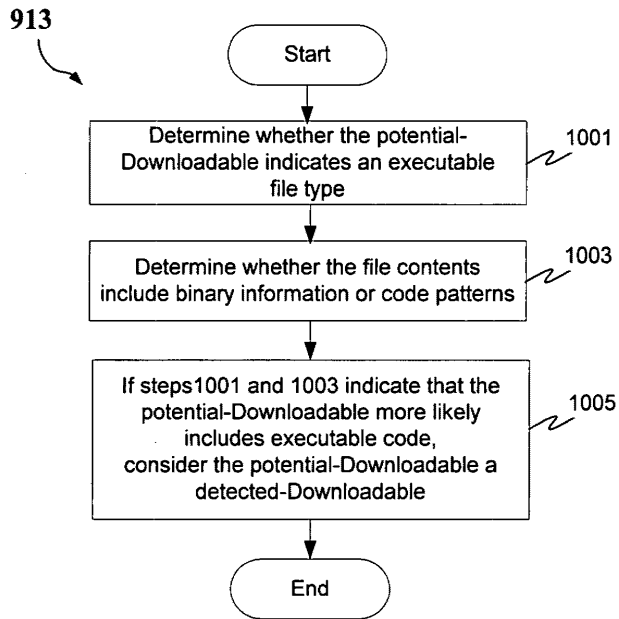 913
Start
Determine whether the potential-
Downloadable indicates an executable
file type
1001
Determine whether the file contents
include binary information or code patterns
1003
If steps1001 and 1003 indicate that the
potential-Downloadable more likely
includes executable code,
consider the potential-Downloadable a
detected-Downloadable
1005
End